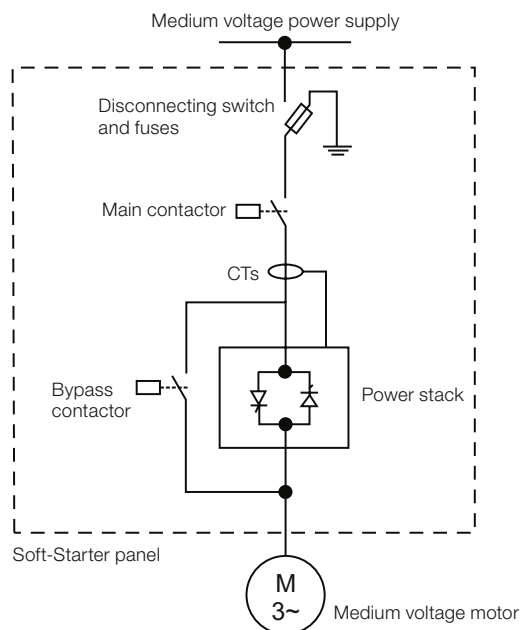 Medium voltage power supply
Disconnecting switch
and fuses
Main contactor
CTs
Bypass
contactor
Power stack
Soft-Starter panel
M
3~
Medium voltage motor